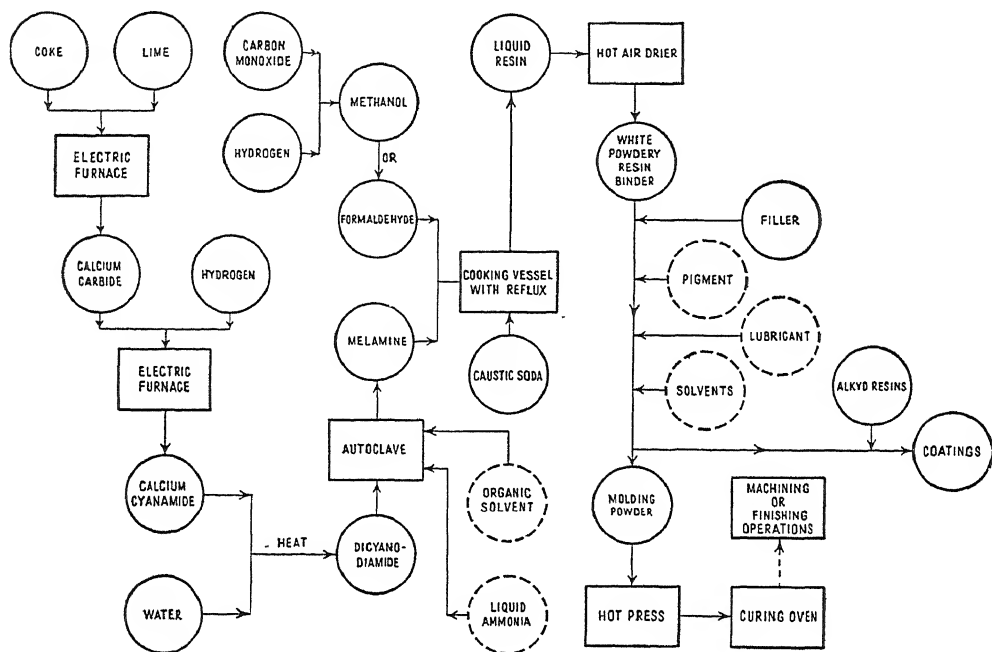 COKE
LIME
ELECTRIC
FURNACE
CALCIUM
CARBIDE
HYDROGEN
ELECTRIC
FURNACE
CALCIUM
CYANAMIDE
WATER
HEAT
DICYANO-
DIAMIDE
AUTOCLAVE
ORGANIC
SOLVENT
LIQUID
AMMONIA
MELAMINE
CARBON
MONOXIDE
HYDROGEN
METHANOL
OR
FORMALDEHYDE
COOKING VESSEL
WITH REFLUX
CAUSTIC SODA
LIQUID
RESIN
HOT AIR DRIER
WHITE
POWDERY
RESIN
BINDER
FILLER
PIGMENT
LUBRICANT
SOLVENTS
ALKYD RESINS
COATINGS
MOLDING
POWDER
HOT PRESS
CURING OVEN
MACHINING
OR
FINISHING
OPERATIONS